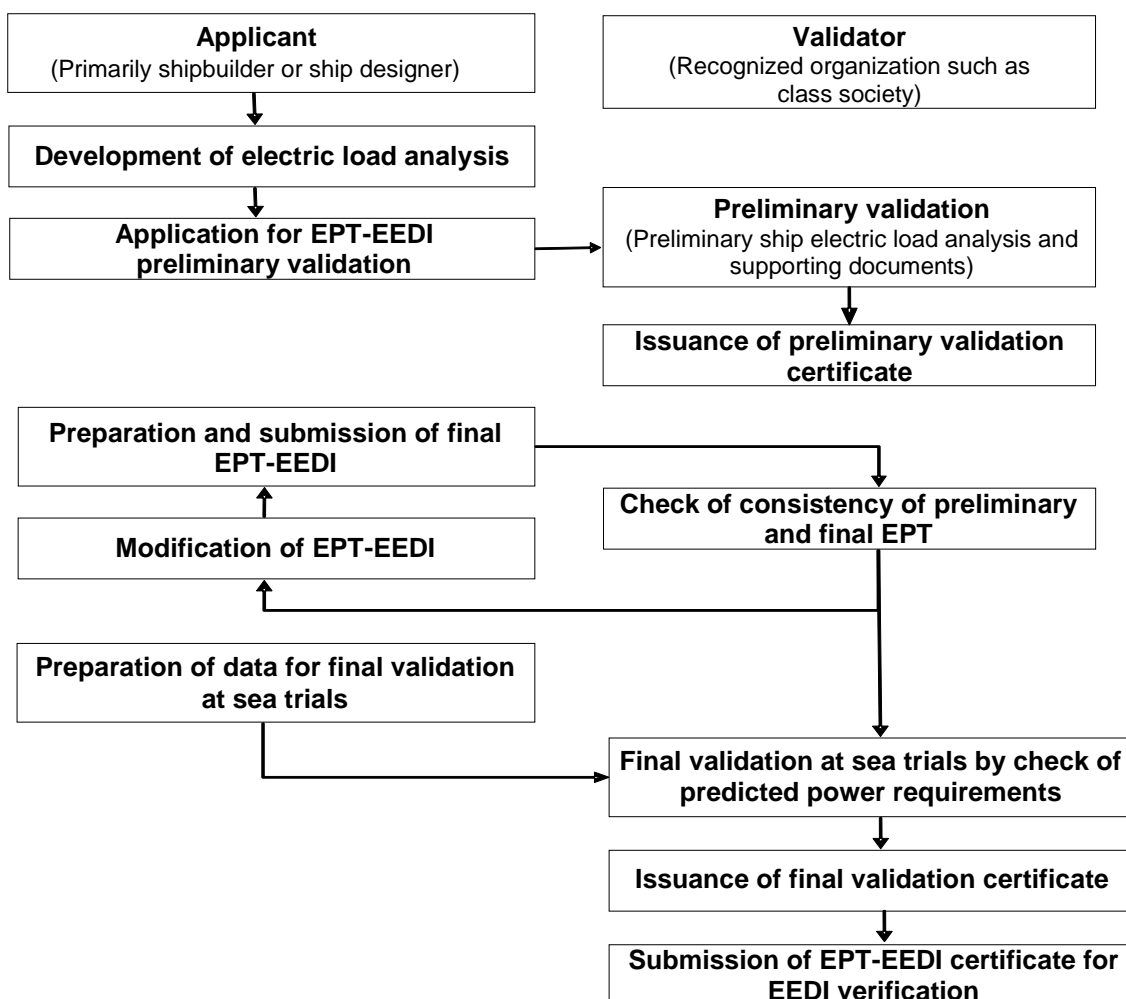 Applicant
(Primarily shipbuilder or ship designer)
Validator
(Recognized organization such as
class society)
Development of electric load analysis
Application for EPT-EEDI
preliminary validation
Preliminary validation
(Preliminary ship electric load analysis and
supporting documents)
Issuance of preliminary validation
certificate
Preparation and submission of final
EPT-EEDI
Check of consistency of preliminary
and final EPT
Modification of EPT-EEDI
Preparation of data for final validation
at sea trials
Final validation at sea trials by check of
predicted power requirements
Issuance of final validation certificate
Submission of EPT-EEDI certificate for
EEDI verification